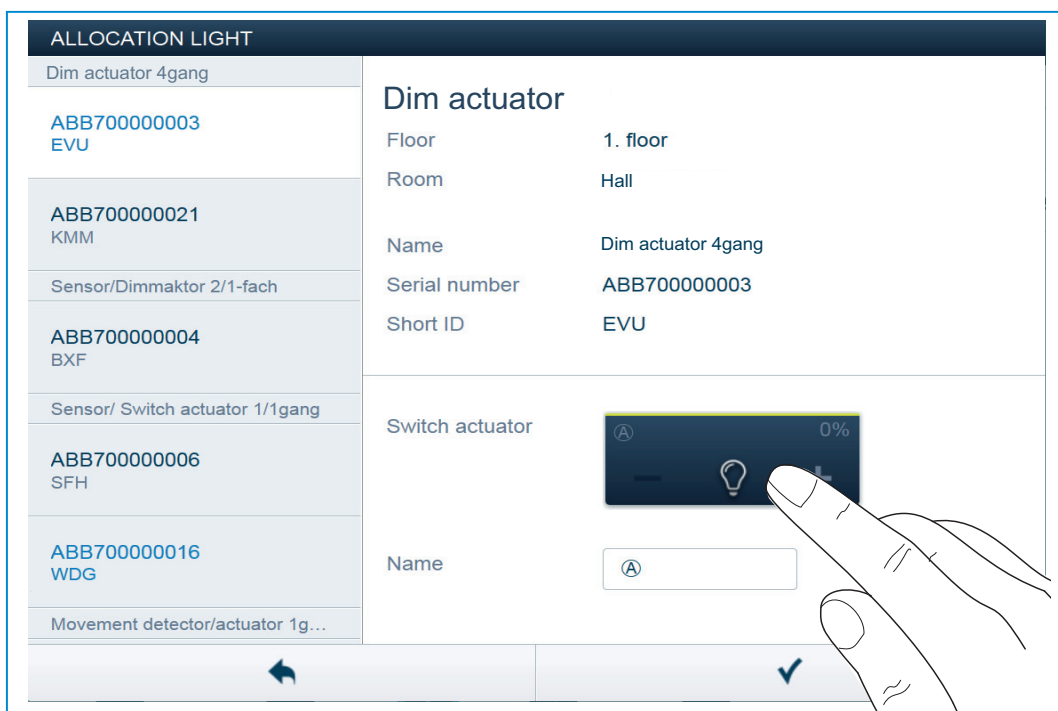 ALLOCATION LIGHT
Dim actuator 4gang
ABB700000003
EVU
ABB700000021
KMM
Sensor/Dimmaktor 2/1-fach
ABB700000004
BXF
Sensor/ Switch actuator 1/1gang
ABB700000006
SFH
ABB700000016
WDG
Movement detector/actuator 1g...
Dim actuator
Floor 1. floor
Room Hall
Name Dim actuator 4gang
Serial number ABB700000003
Short ID EVU
Switch actuator
Ⓐ 0%
Name Ⓐ